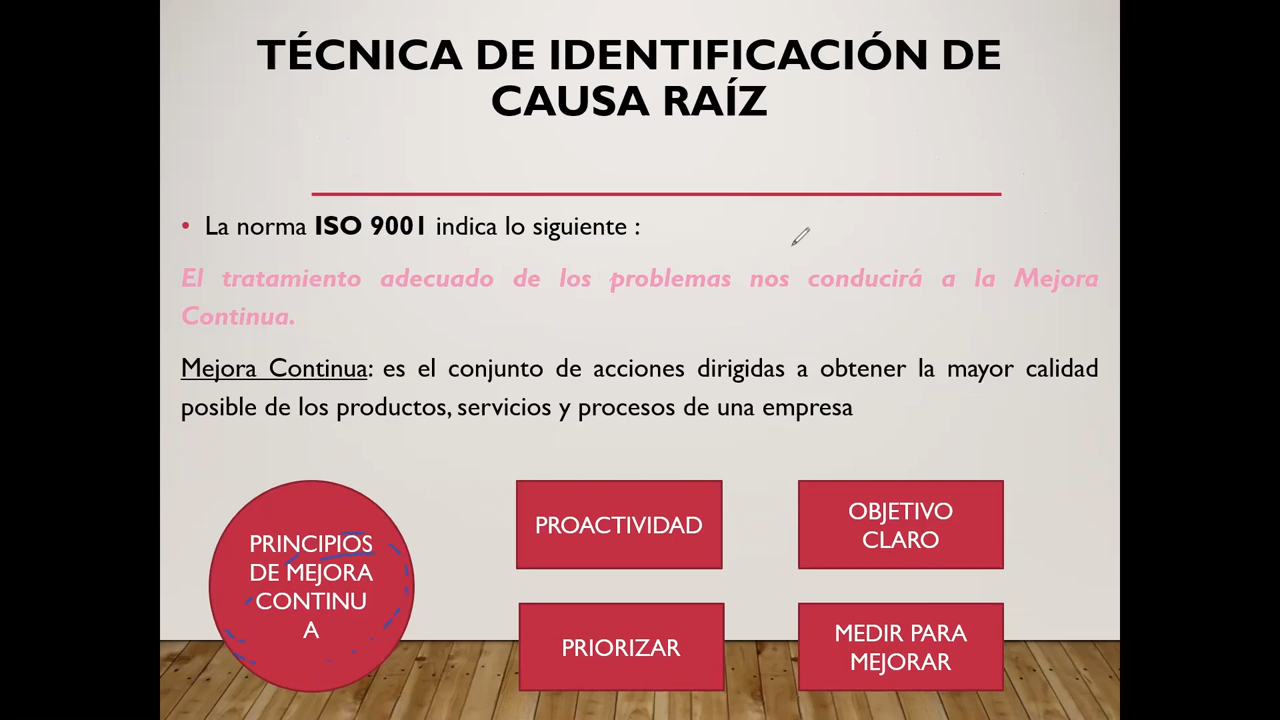 TÉCNICA DE IDENTIFICACIÓN DE
CAUSA RAÍZ
• La norma ISO 9001 indica lo siguiente :
El tratamiento adecuado de los problemas nos conducirá a la Mejora
Continua.
Mejora Continua: es el conjunto de acciones dirigidas a obtener la mayor calidad
posible de los productos, servicios y procesos de una empresa
PRINCIPIOS
DE MEJORA
CONTINU
A
PROACTIVIDAD
OBJETIVO
CLARO
PRIORIZAR
MEDIR PARA
MEJORAR